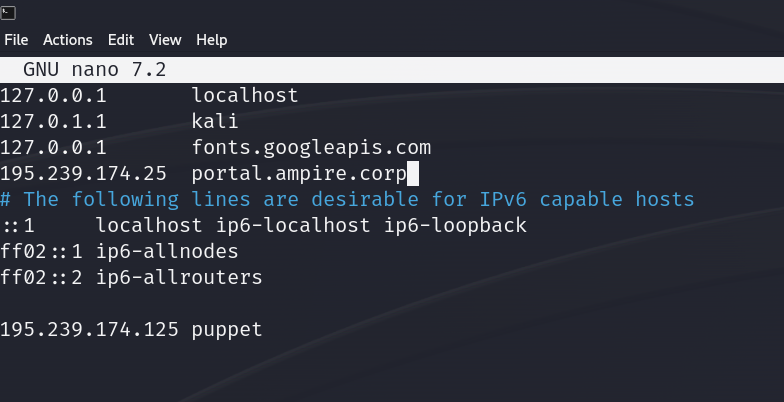 File Actions Edit View Help
GNU nano 7.2
127.0.0.1 localhost
127.0.1.1 kali
127.0.0.1 fonts.googleapis.com
195.239.174.25 portal.ampire.corp
# The following lines are desirable for IPv6 capable hosts
::1 localhost ip6-localhost ip6-loopback
ff02::1 ip6-allnodes
ff02::2 ip6-allrouters
195.239.174.125 puppet